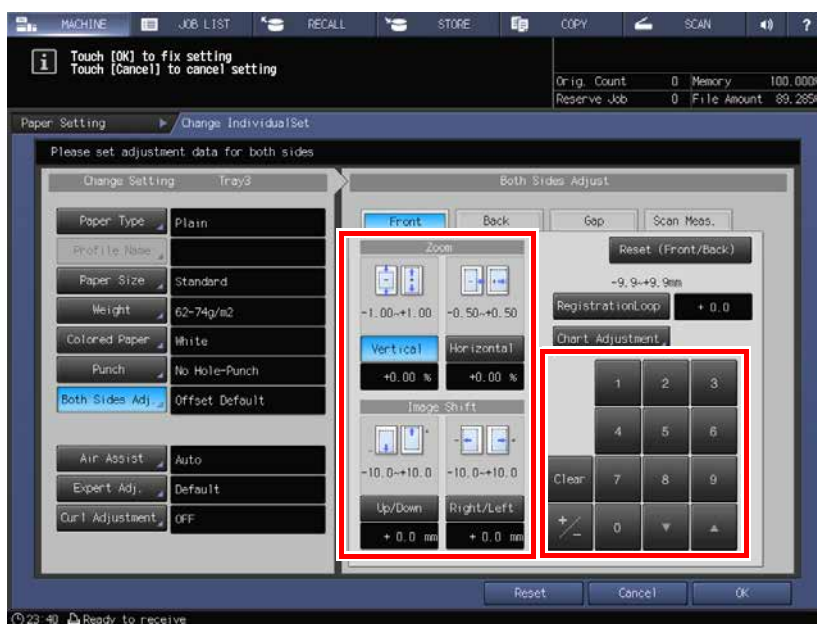 MACHINE JOB LIST RECALL STORE COPY SCAN ?
Touch [OK] to fix setting
Touch [Cancel] to cancel setting
Orig. Count 0 Memory 100.000%
Reserve Job 0 File Amount 89.285%
Paper Setting Change IndividualSet
Please set adjustment data for both sides
Change Setting Tray3
Both Sides Adjust
Paper Type Plain
Profile Name
Paper Size Standard
Weight 62-74g/m2
Colored Paper White
Punch No Hole-Punch
Both Sides Adj. Offset Default
Air Assist Auto
Expert Adj. Default
Curl Adjustment OFF
Front Back Gap Scan Meas.
Zoom
-1.00~+1.00 -0.50~+0.50
Vertical Horizontal
+0.00 % +0.00 %
Image Shift
-10.0~+10.0 -10.0~+10.0
Up/Down Right/Left
+ 0.0 mm + 0.0 mm
Reset (Front/Back)
-9.9~+9.9mm
RegistrationLoop + 0.0
Chart Adjustment
1 2 3
4 5 6
Clear 7 8 9
+/- 0 ▼ ▲
Reset Cancel OK
23:40 Ready to receive